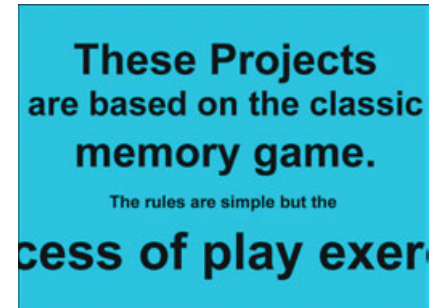 These Projects
are based on the classic
memory game.
The rules are simple but the
cess of play exer